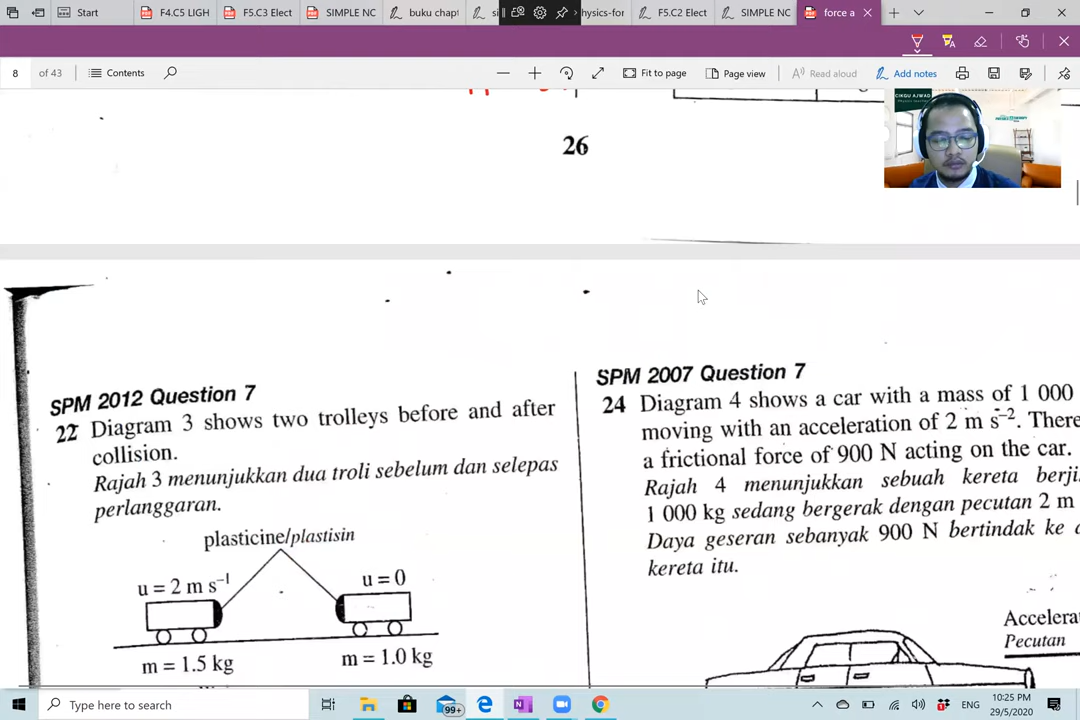 Start
F4.C5 LIGH
F5.C3 Elect
SIMPLE NC
buku chapt
si
hysics-for
F5.C2 Elect
SIMPLE NC
force a
8
of 43
Contents
Fit to page
Page view
Read aloud
Add notes
CIKGU AJWAD
26
SPM 2012 Question 7
22 Diagram 3 shows two trolleys before and after
collision.
Rajah 3 menunjukkan dua troli sebelum dan selepas
perlanggaran.
plasticine/plastisin
u = 2 m s⁻¹
u = 0
m = 1.5 kg
m = 1.0 kg
SPM 2007 Question 7
24 Diagram 4 shows a car with a mass of 1 000
moving with an acceleration of 2 m s⁻². There
a frictional force of 900 N acting on the car.
Rajah 4 menunjukkan sebuah kereta berji
1 000 kg sedang bergerak dengan pecutan 2 m
Daya geseran sebanyak 900 N bertindak ke
kereta itu.
Accelera
Pecutan
Type here to search
99+
ENG
10:25 PM
29/5/2020